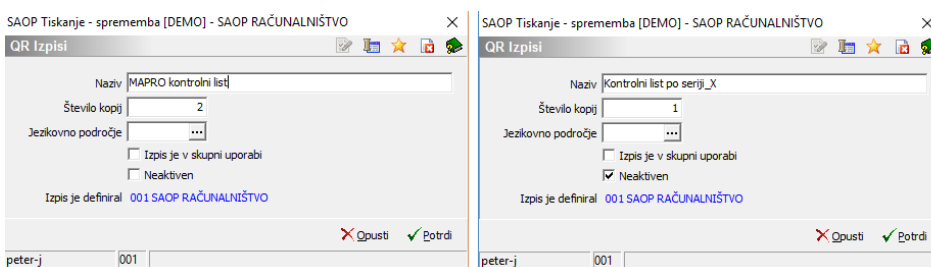 SAOP Tiskanje - sprememba [DEMO] - SAOP RAČUNALNIŠTVO
QR Izpisi
Naziv MAPRO kontrolni list
Število kopij 2
Jezikovno področje ...
Izpis je v skupni uporabi
Neaktiven
Izpis je definiral 001 SAOP RAČUNALNIŠTVO
Opusti Potrdi
peter-j 001
SAOP Tiskanje - sprememba [DEMO] - SAOP RAČUNALNIŠTVO
QR Izpisi
Naziv Kontrolni list po seriji_X
Število kopij 1
Jezikovno področje ...
Izpis je v skupni uporabi
Neaktiven
Izpis je definiral 001 SAOP RAČUNALNIŠTVO
Opusti Potrdi
peter-j 001